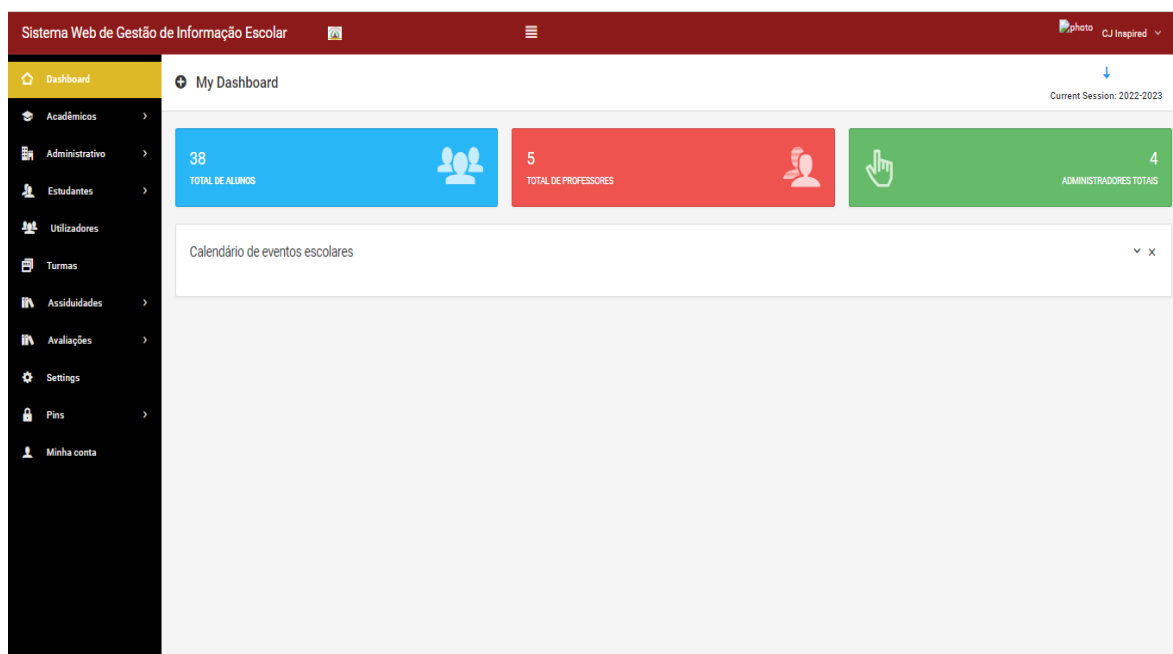 Sistema Web de Gestão de Informação Escolar
photo CJ Inspired
Dashboard
Acadêmicos
Administrativo
Estudantes
Utilizadores
Turmas
Assiduidades
Avaliações
Settings
Pins
Minha conta
My Dashboard
Current Session: 2022-2023
38
TOTAL DE ALUNOS
5
TOTAL DE PROFESSORES
4
ADMINISTRADORES TOTAIS
Calendário de eventos escolares